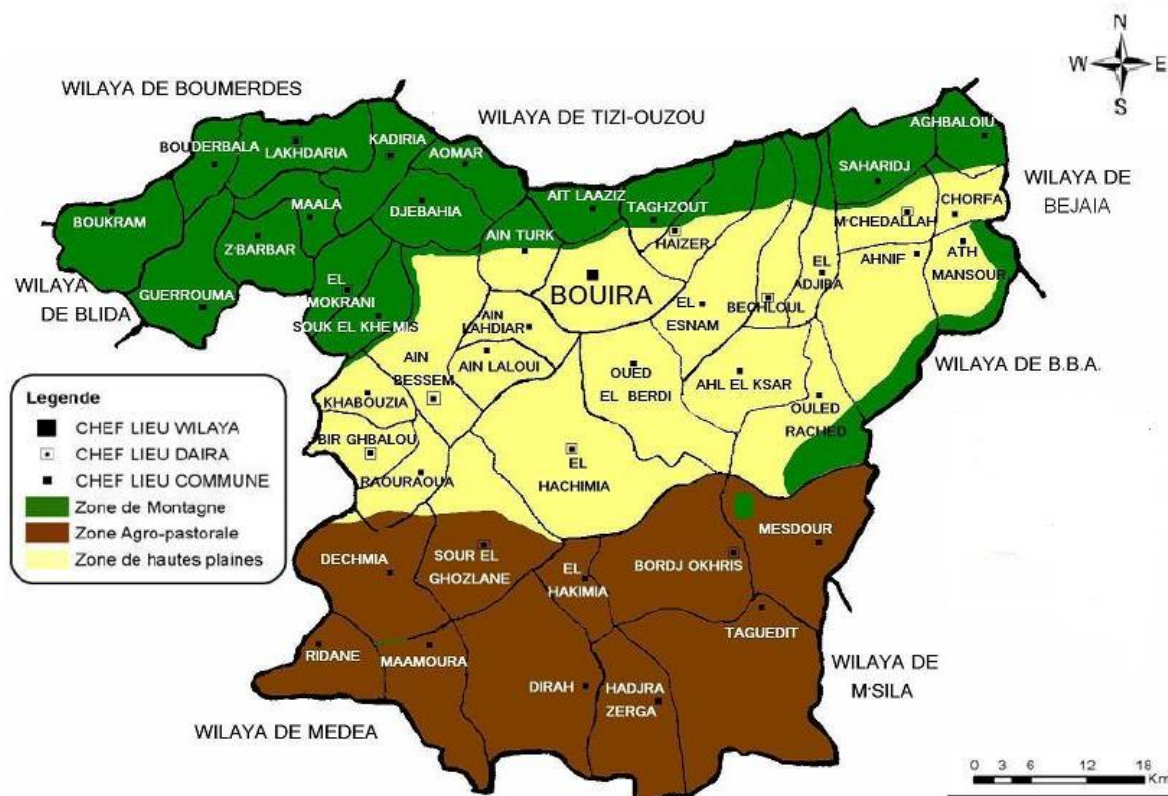 N
W E
S
WILAYA DE BOUMERDES
WILAYA DE TIZI-OUZOU
WILAYA DE
BEJAIA
WILAYA
DE BLIDA
WILAYA DE B.B.A.
WILAYA DE
M'SILA
WILAYA DE MEDEA
AGHBALOIU
KADIRIA
BOUDERBALA
LAKHDARIA
AOMAR
SAHARIDJ
AIT LAAZIZ
CHORFA
MAALA
TAGHZOUT
M'CHEDALLAH
BOUKRAM
DJEBAHIA
AIN TURK
HAIZER
Z'BARBAR
AHNIF
ATH
MANSOUR
EL
ADJIBA
EL
MOKRANI
GUERROUMA
BOUIRA
EL
ESNAM
BECHLOUL
SOUK EL KHEMIS
AIN
LAHDIAR
AIN
BESSEM
AIN LALOUI
OUED
EL BERDI
AHL EL KSAR
KHABOUZIA
OULED
RACHED
BIR GHBALOU
RAOURAOUA
EL
HACHIMIA
MESDOUR
DECHMIA
SOUR EL
GHOZLANE
EL
HAKIMIA
BORDJ OKHRIS
TAGUEDIT
RIDANE
MAAMOURA
DIRAH
HADJRA
ZERGA
Legende
CHEF LIEU WILAYA
CHEF LIEU DAIRA
CHEF LIEU COMMUNE
Zone de Montagne
Zone Agro-pastorale
Zone de hautes plaines
0 3 6 12 18
Km